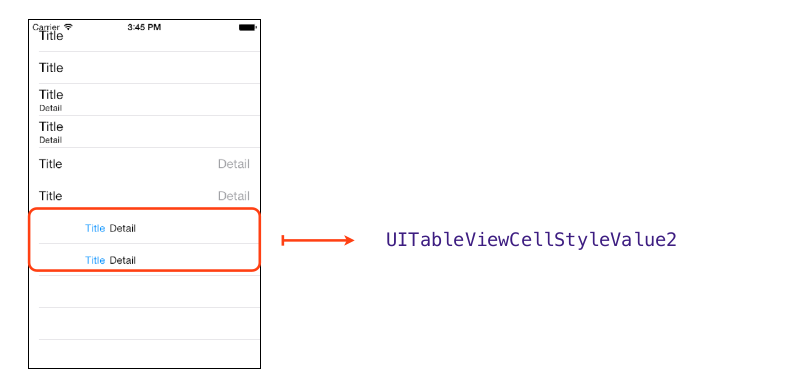 Carrier 3:45 PM
Title
Title
Title
Detail
Title
Detail
Title Detail
Title Detail
Title Detail
UITableViewCellStyleValue2
Title Detail